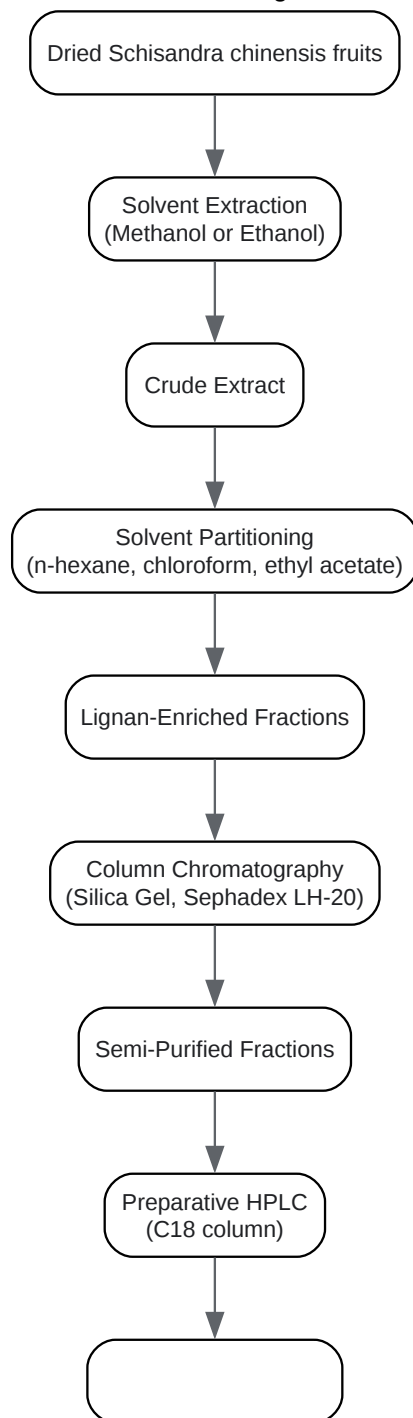 Dried Schisandra chinensis fruits
Solvent Extraction
(Methanol or Ethanol)
Crude Extract
Solvent Partitioning
(n-hexane, chloroform, ethyl acetate)
Lignan-Enriched Fractions
Column Chromatography
(Silica Gel, Sephadex LH-20)
Semi-Purified Fractions
Preparative HPLC
(C18 column)